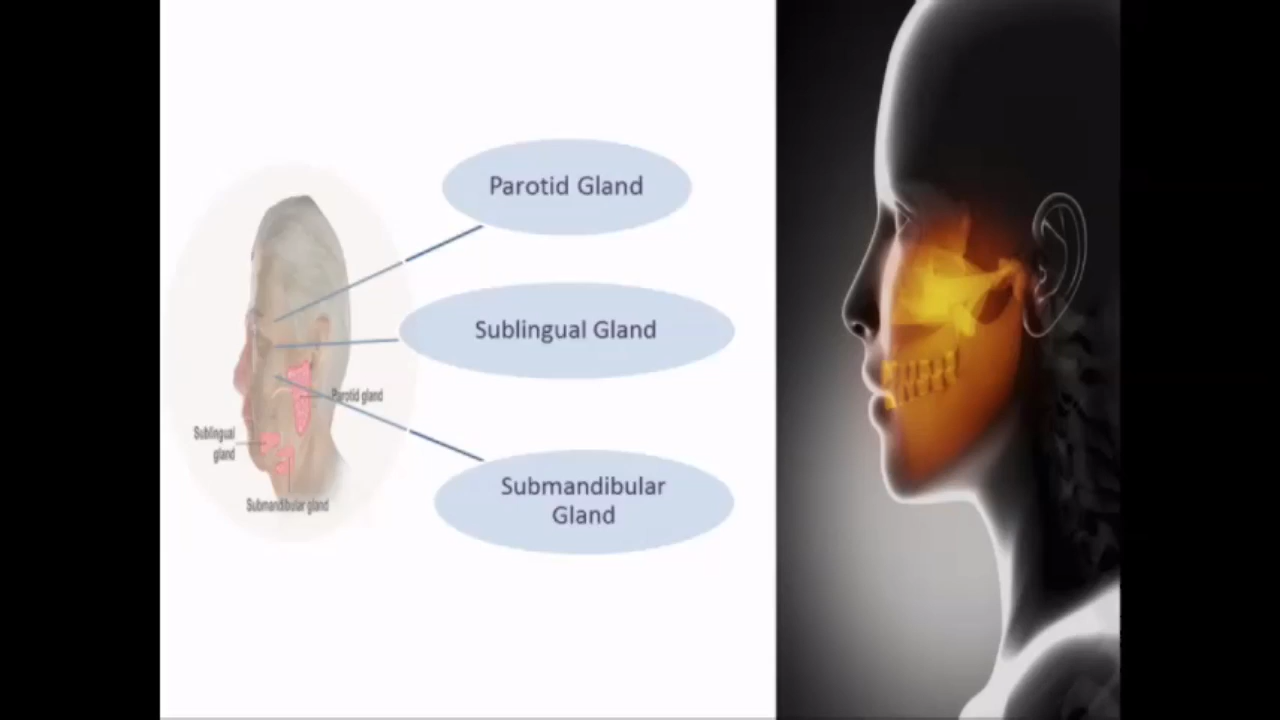 Parotid Gland
Sublingual Gland
Submandibular
Gland
Parotid gland
Sublingual
gland
Submandibular gland